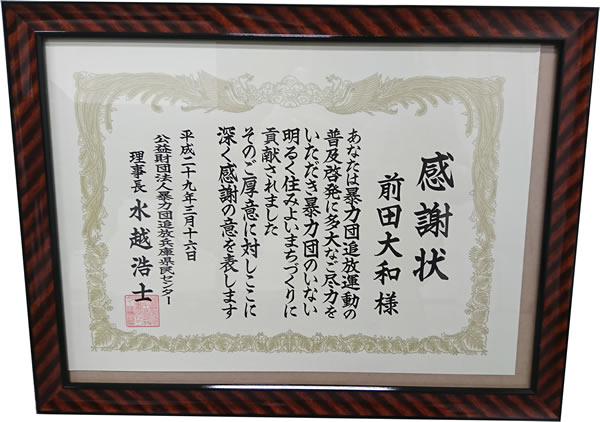 感謝状
前田大和様
あなたは暴力団追放運動の
普及啓発に多大なご尽力を
いただき暴力団のいない
明るく住みよいまちづくりに
貢献されました
そのご厚意に対しここに
深く感謝の意を表します
平成二十九年三月十六日
公益財団法人暴力団追放兵庫県民センター
理事長 水越浩士